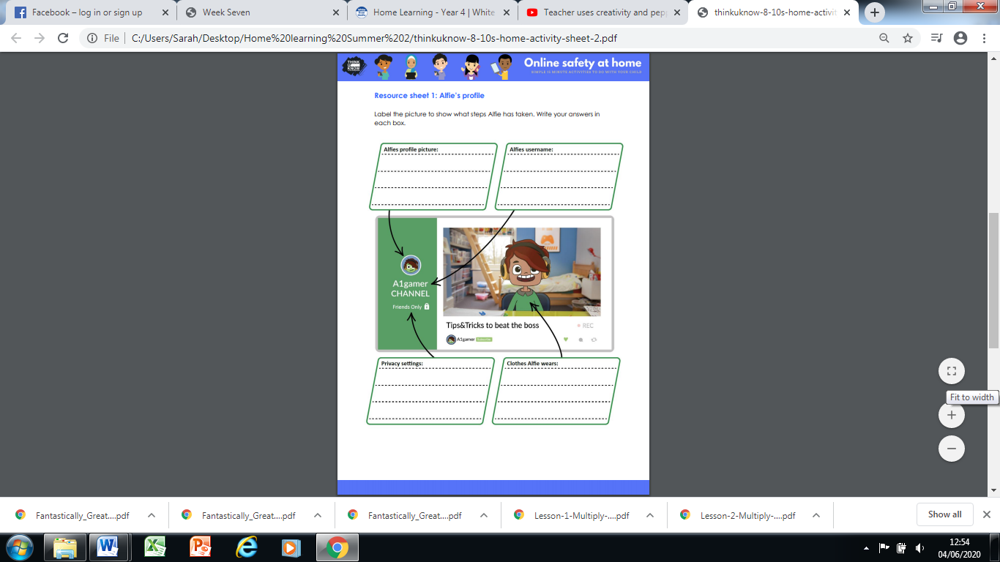 Facebook – log in or sign up
Week Seven
Home Learning - Year 4 | White
Teacher uses creativity and pep
thinkuknow-8-10s-home-activit
File
C:/Users/Sarah/Desktop/Home%20learning%20Summer%202/thinkuknow-8-10s-home-activity-sheet-2.pdf
THINK U KNOW
Online safety at home
SIMPLE 15 MINUTE ACTIVITIES TO DO WITH YOUR CHILD
Resource sheet 1: Alfie's profile
Label the picture to show what steps Alfie has taken. Write your answers in
each box.
Alfies profile picture:
Alfies username:
A1gamer
CHANNEL
Friends Only
Tips&Tricks to beat the boss
REC
A1gamer
Subscribe
Privacy settings:
Clothes Alfie wears:
Fit to width
Fantastically_Great....pdf
Fantastically_Great....pdf
Fantastically_Great....pdf
Lesson-1-Multiply-....pdf
Lesson-2-Multiply-....pdf
Show all
12:54
04/06/2020